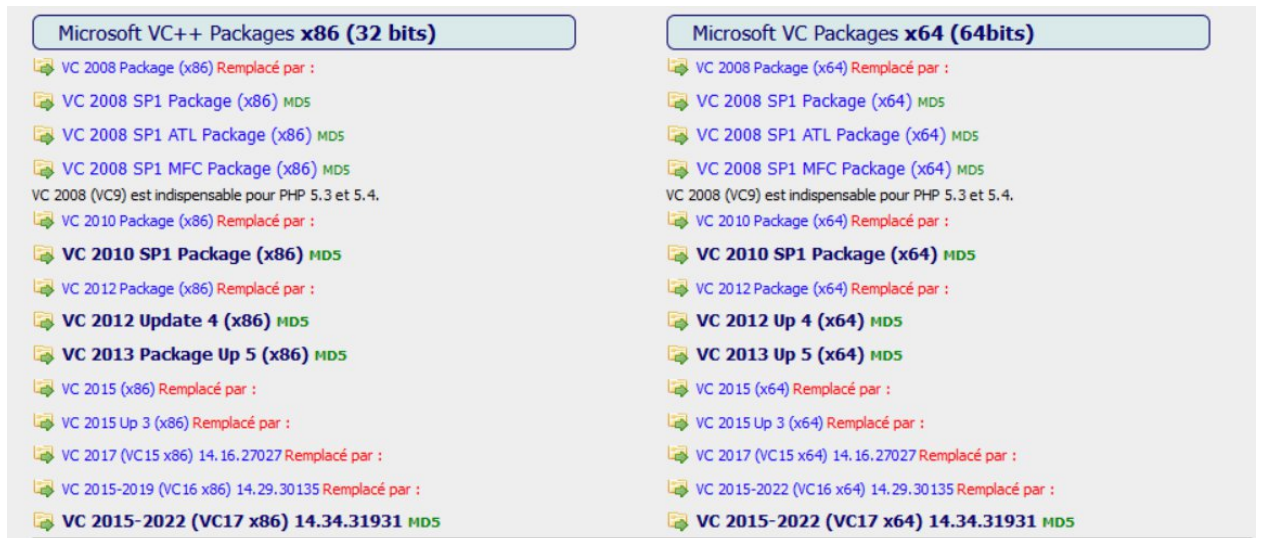 Microsoft VC++ Packages x86 (32 bits)
VC 2008 Package (x86) Remplacé par :
VC 2008 SP1 Package (x86) MD5
VC 2008 SP1 ATL Package (x86) MD5
VC 2008 SP1 MFC Package (x86) MD5
VC 2008 (VC9) est indispensable pour PHP 5.3 et 5.4.
VC 2010 Package (x86) Remplacé par :
VC 2010 SP1 Package (x86) MD5
VC 2012 Package (x86) Remplacé par :
VC 2012 Update 4 (x86) MD5
VC 2013 Package Up 5 (x86) MD5
VC 2015 (x86) Remplacé par :
VC 2015 Up 3 (x86) Remplacé par :
VC 2017 (VC15 x86) 14.16.27027 Remplacé par :
VC 2015-2019 (VC16 x86) 14.29.30135 Remplacé par :
VC 2015-2022 (VC17 x86) 14.34.31931 MD5
Microsoft VC Packages x64 (64bits)
VC 2008 Package (x64) Remplacé par :
VC 2008 SP1 Package (x64) MD5
VC 2008 SP1 ATL Package (x64) MD5
VC 2008 SP1 MFC Package (x64) MD5
VC 2008 (VC9) est indispensable pour PHP 5.3 et 5.4.
VC 2010 Package (x64) Remplacé par :
VC 2010 SP1 Package (x64) MD5
VC 2012 Package (x64) Remplacé par :
VC 2012 Up 4 (x64) MD5
VC 2013 Up 5 (x64) MD5
VC 2015 (x64) Remplacé par :
VC 2015 Up 3 (x64) Remplacé par :
VC 2017 (VC15 x64) 14.16.27027 Remplacé par :
VC 2015-2022 (VC16 x64) 14.29.30135 Remplacé par :
VC 2015-2022 (VC17 x64) 14.34.31931 MD5